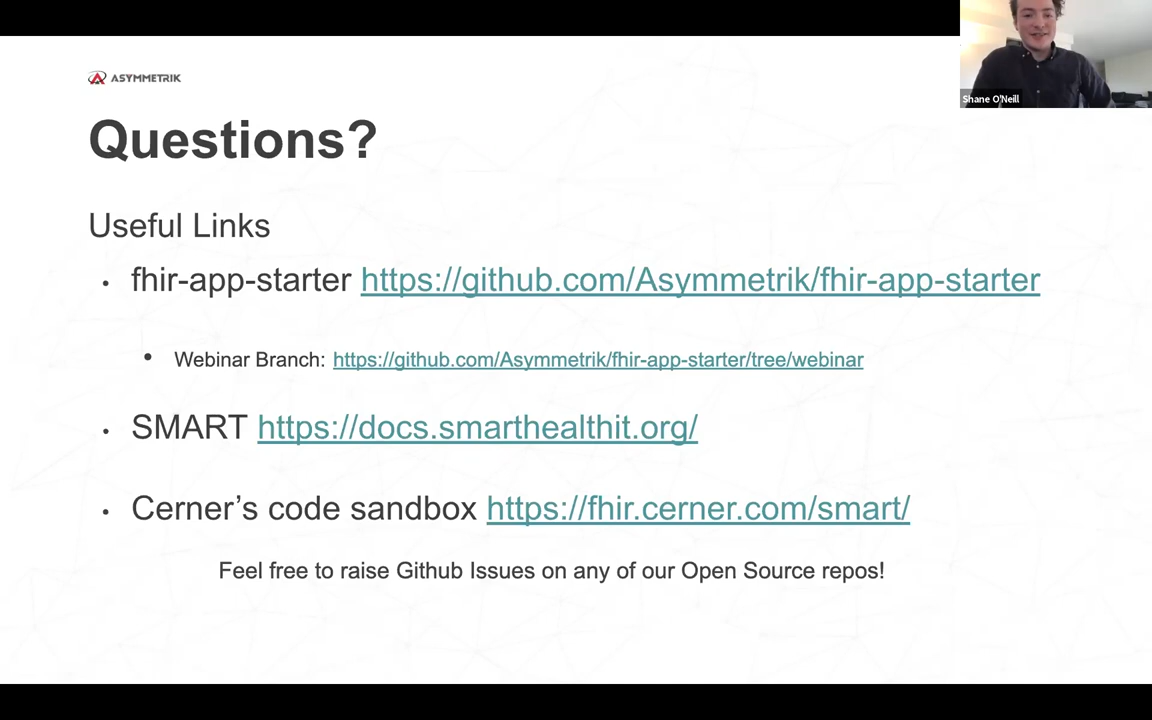 ASYMMETRIK
Shane O'Neill
Questions?
Useful Links
• fhir-app-starter https://github.com/Asymmetrik/fhir-app-starter
• Webinar Branch: https://github.com/Asymmetrik/fhir-app-starter/tree/webinar
• SMART https://docs.smarthealthit.org/
• Cerner’s code sandbox https://fhir.cerner.com/smart/
Feel free to raise Github Issues on any of our Open Source repos!